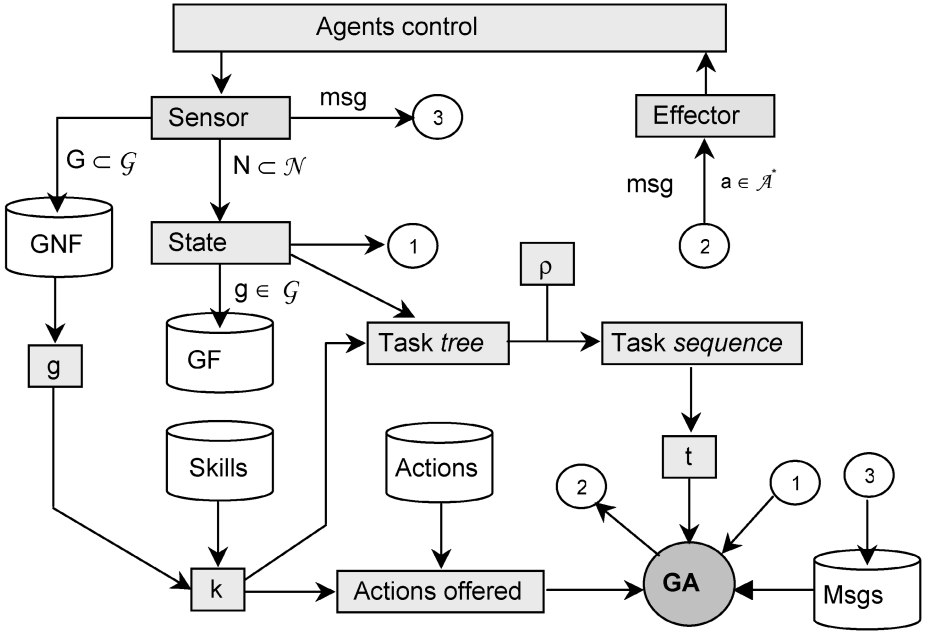 Agents control
Sensor
msg
3
Effector
G ⊂ 𝒢
N ⊂ 𝒩
msg
a ∈ 𝒜*
GNF
State
1
2
ρ
g ∈ 𝒢
g
GF
Task tree
Task sequence
Skills
Actions
t
2
1
3
k
Actions offered
GA
Msgs